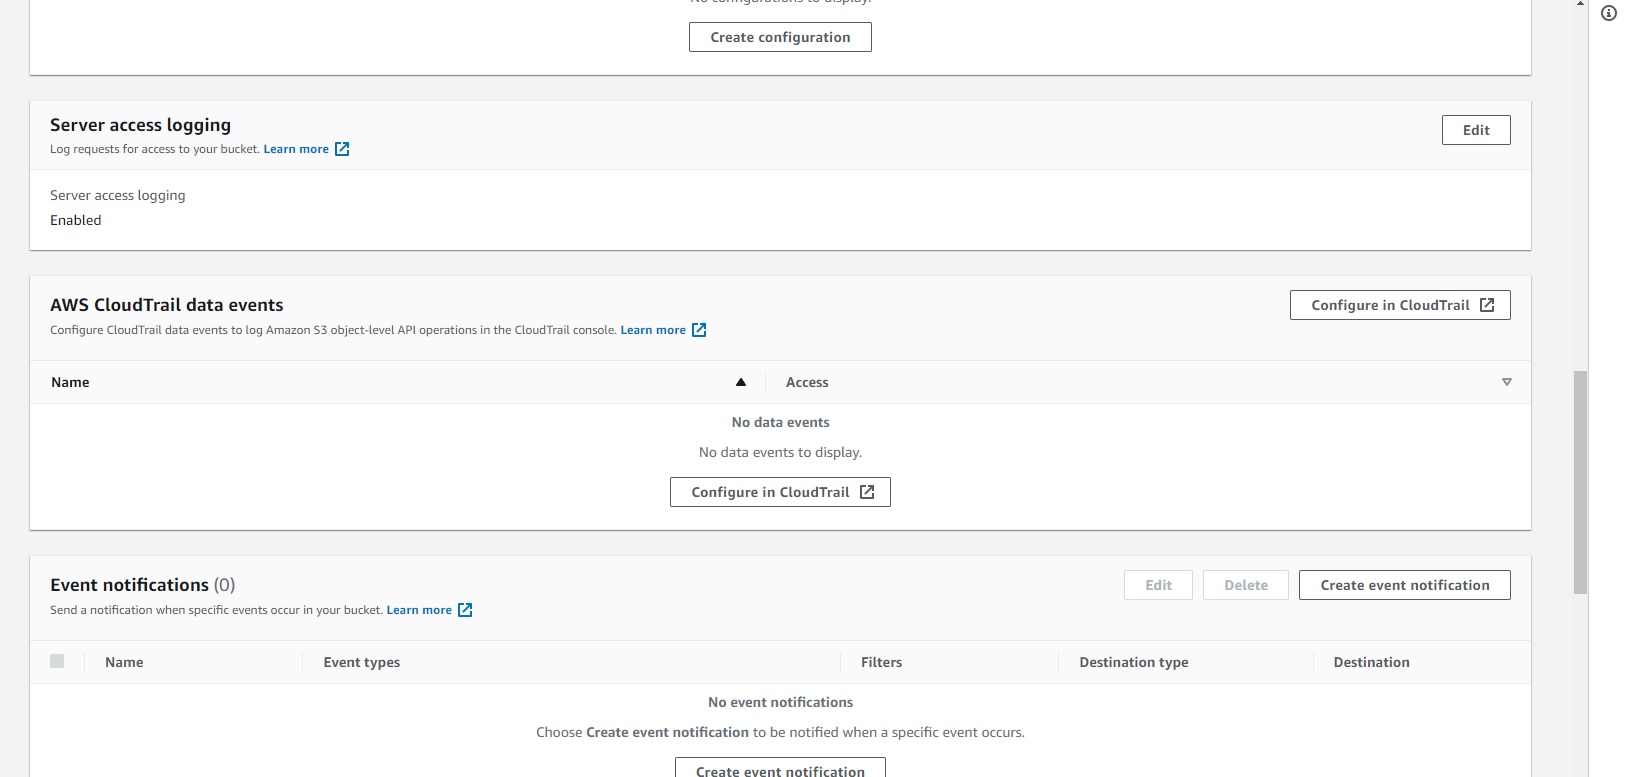 No configurations to display.
Create configuration
Server access logging
Edit
Log requests for access to your bucket. Learn more
Server access logging
Enabled
AWS CloudTrail data events
Configure in CloudTrail
Configure CloudTrail data events to log Amazon S3 object-level API operations in the CloudTrail console. Learn more
Name Access
No data events
No data events to display.
Configure in CloudTrail
Event notifications (0)
Edit Delete Create event notification
Send a notification when specific events occur in your bucket. Learn more
Name Event types Filters Destination type Destination
No event notifications
Choose Create event notification to be notified when a specific event occurs.
Create event notification